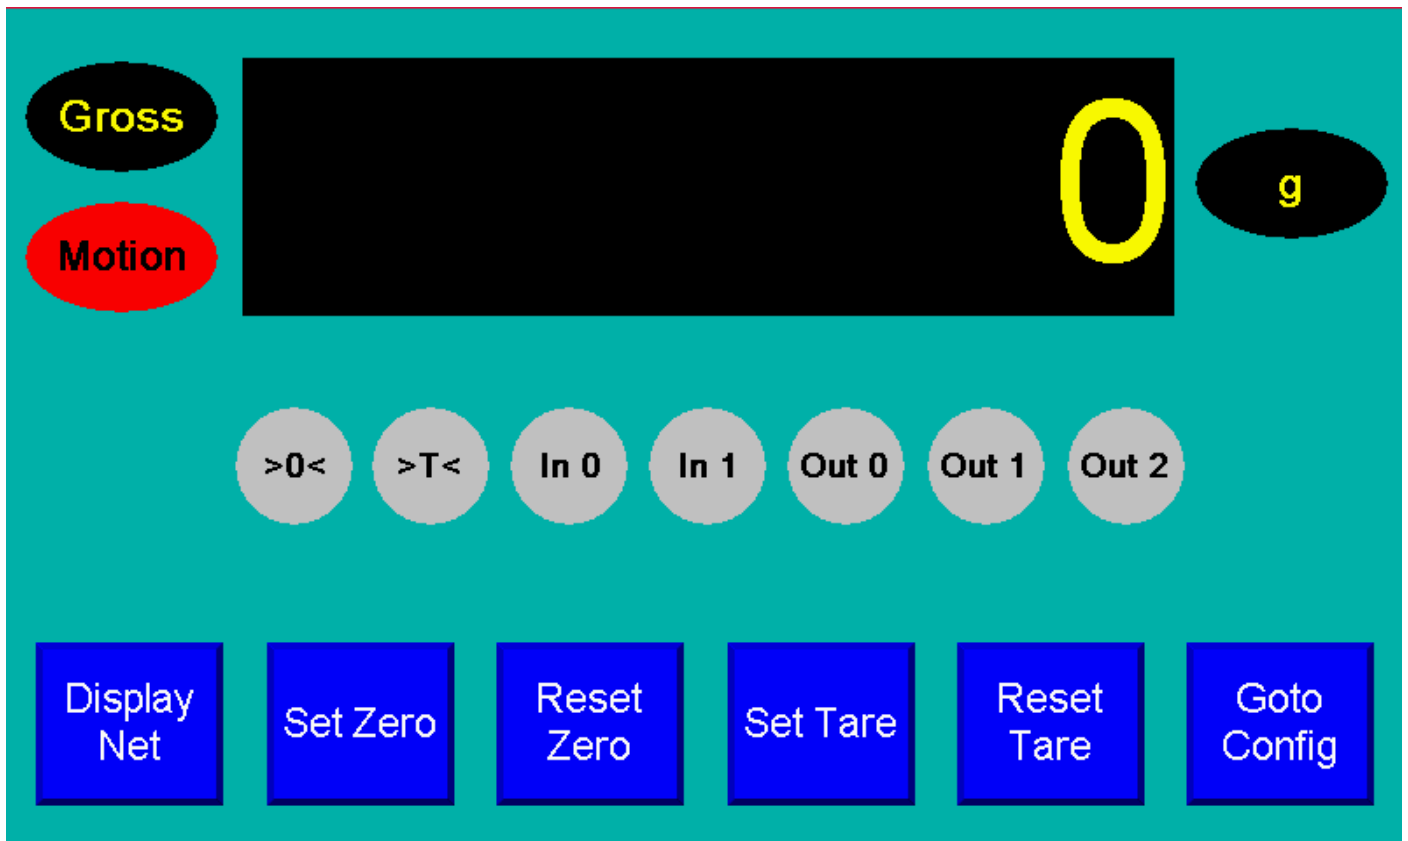 Gross
0
g
Motion
>0<
>T<
In 0
In 1
Out 0
Out 1
Out 2
Display
Net
Set Zero
Reset
Zero
Set Tare
Reset
Tare
Goto
Config